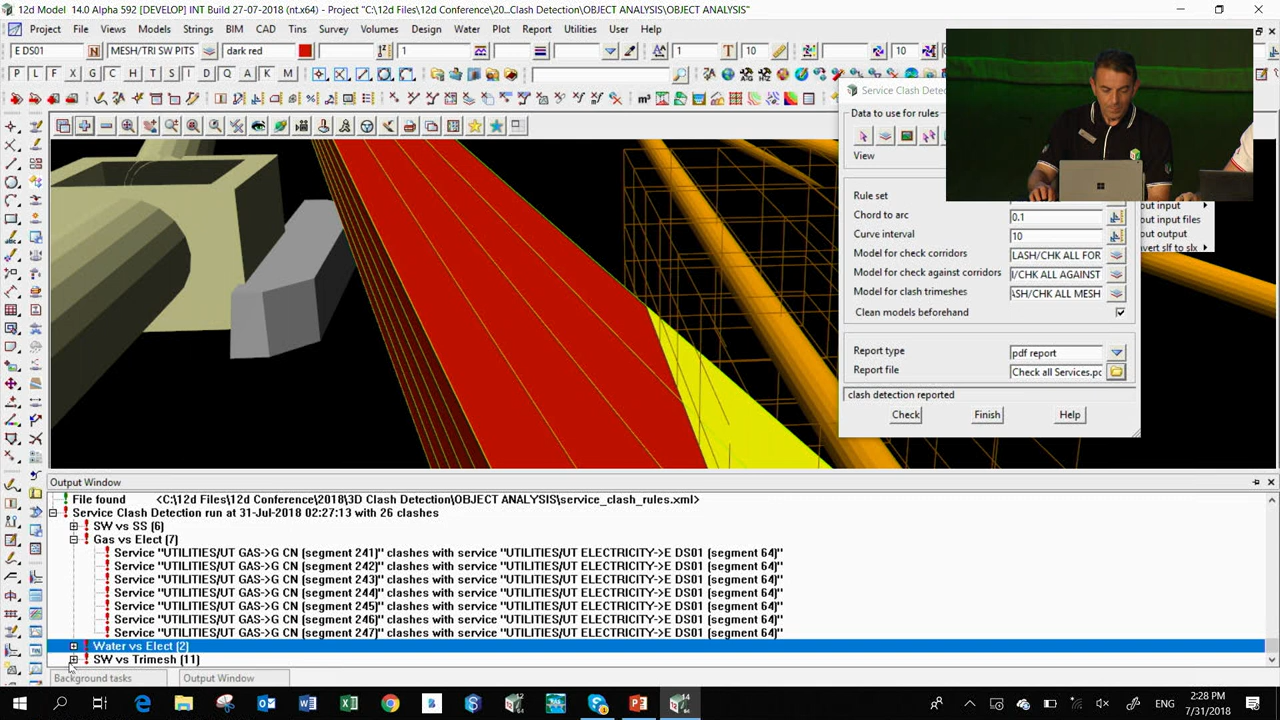 12d Model 14.0 Alpha 592 [DEVELOP] INT Build 27-07-2018 (nt.x64) - Project "C:\12d Files\12d Conference\20...Clash Detection\OBJECT ANALYSIS\OBJECT ANALYSIS"
Project File Views Models Strings BIM CAD Tins Survey Volumes Design Water Plot Report Utilities User Help
E DS01 N MESH/TRI SW PITS dark red 1 1 T 10 10
P L F X G C H T S I D Q A K M
Service Clash Detec
Data to use for rules
View
Rule set
Chord to arc 0.1
Curve interval 10
Model for check corridors LASH/CHK ALL FOR
Model for check against corridors I/CHK ALL AGAINST
Model for clash trimeshes ASH/CHK ALL MESH
Clean models beforehand
Report type pdf report
Report file Check all Services.pc
clash detection reported
Check Finish Help
out input
out input files
out output
vert slf to slx
Output Window
File found <C:\12d Files\12d Conference\2018\3D Clash Detection\OBJECT ANALYSIS\service_clash_rules.xml>
Service Clash Detection run at 31-Jul-2018 02:27:13 with 26 clashes
SW vs SS (6)
Gas vs Elect (7)
Service "UTILITIES/UT GAS->G CN (segment 241)" clashes with service "UTILITIES/UT ELECTRICITY->E DS01 (segment 64)"
Service "UTILITIES/UT GAS->G CN (segment 242)" clashes with service "UTILITIES/UT ELECTRICITY->E DS01 (segment 64)"
Service "UTILITIES/UT GAS->G CN (segment 243)" clashes with service "UTILITIES/UT ELECTRICITY->E DS01 (segment 64)"
Service "UTILITIES/UT GAS->G CN (segment 244)" clashes with service "UTILITIES/UT ELECTRICITY->E DS01 (segment 64)"
Service "UTILITIES/UT GAS->G CN (segment 245)" clashes with service "UTILITIES/UT ELECTRICITY->E DS01 (segment 64)"
Service "UTILITIES/UT GAS->G CN (segment 246)" clashes with service "UTILITIES/UT ELECTRICITY->E DS01 (segment 64)"
Service "UTILITIES/UT GAS->G CN (segment 247)" clashes with service "UTILITIES/UT ELECTRICITY->E DS01 (segment 64)"
Water vs Elect (2)
SW vs Trimesh (11)
Background tasks Output Window
ENG 2:28 PM
7/31/2018